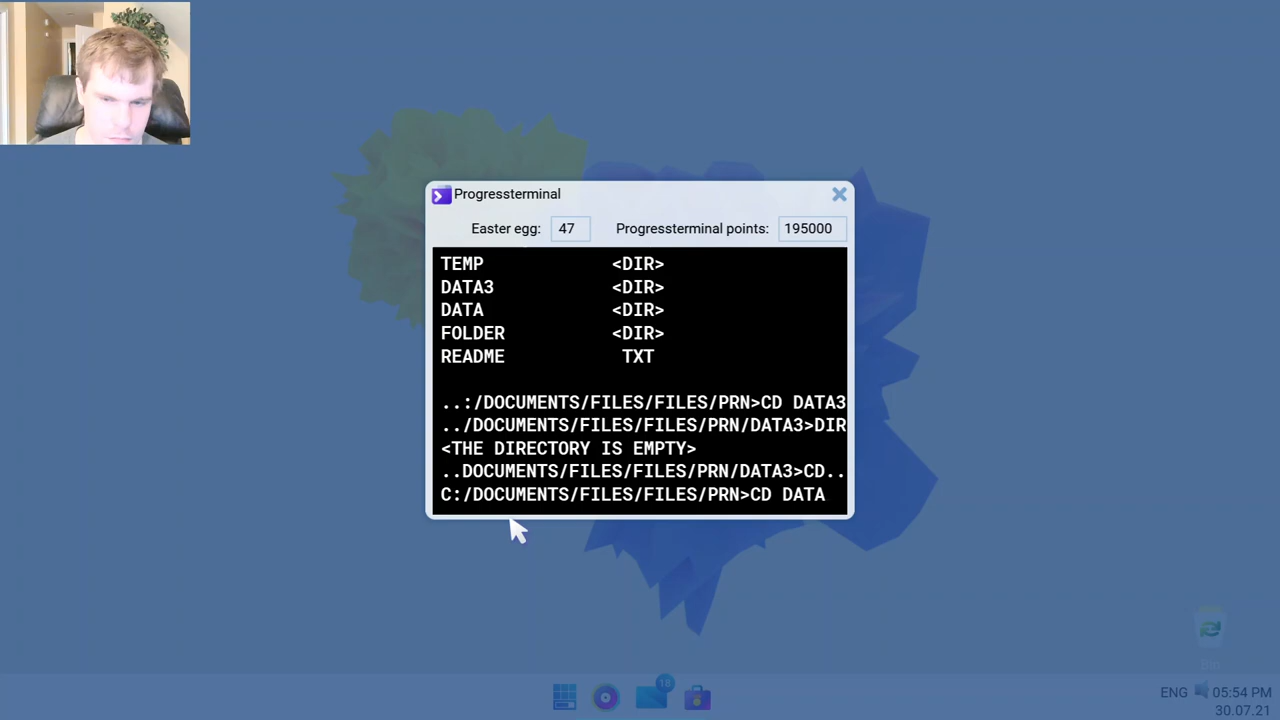 Progressterminal
Easter egg: 47 Progressterminal points: 195000
TEMP <DIR>
DATA3 <DIR>
DATA <DIR>
FOLDER <DIR>
README TXT
..:/DOCUMENTS/FILES/FILES/PRN>CD DATA3
../DOCUMENTS/FILES/FILES/PRN/DATA3>DIR
<THE DIRECTORY IS EMPTY>
..DOCUMENTS/FILES/FILES/PRN/DATA3>CD..
C:/DOCUMENTS/FILES/FILES/PRN>CD DATA
Bin
18
ENG 05:54 PM
30.07.21